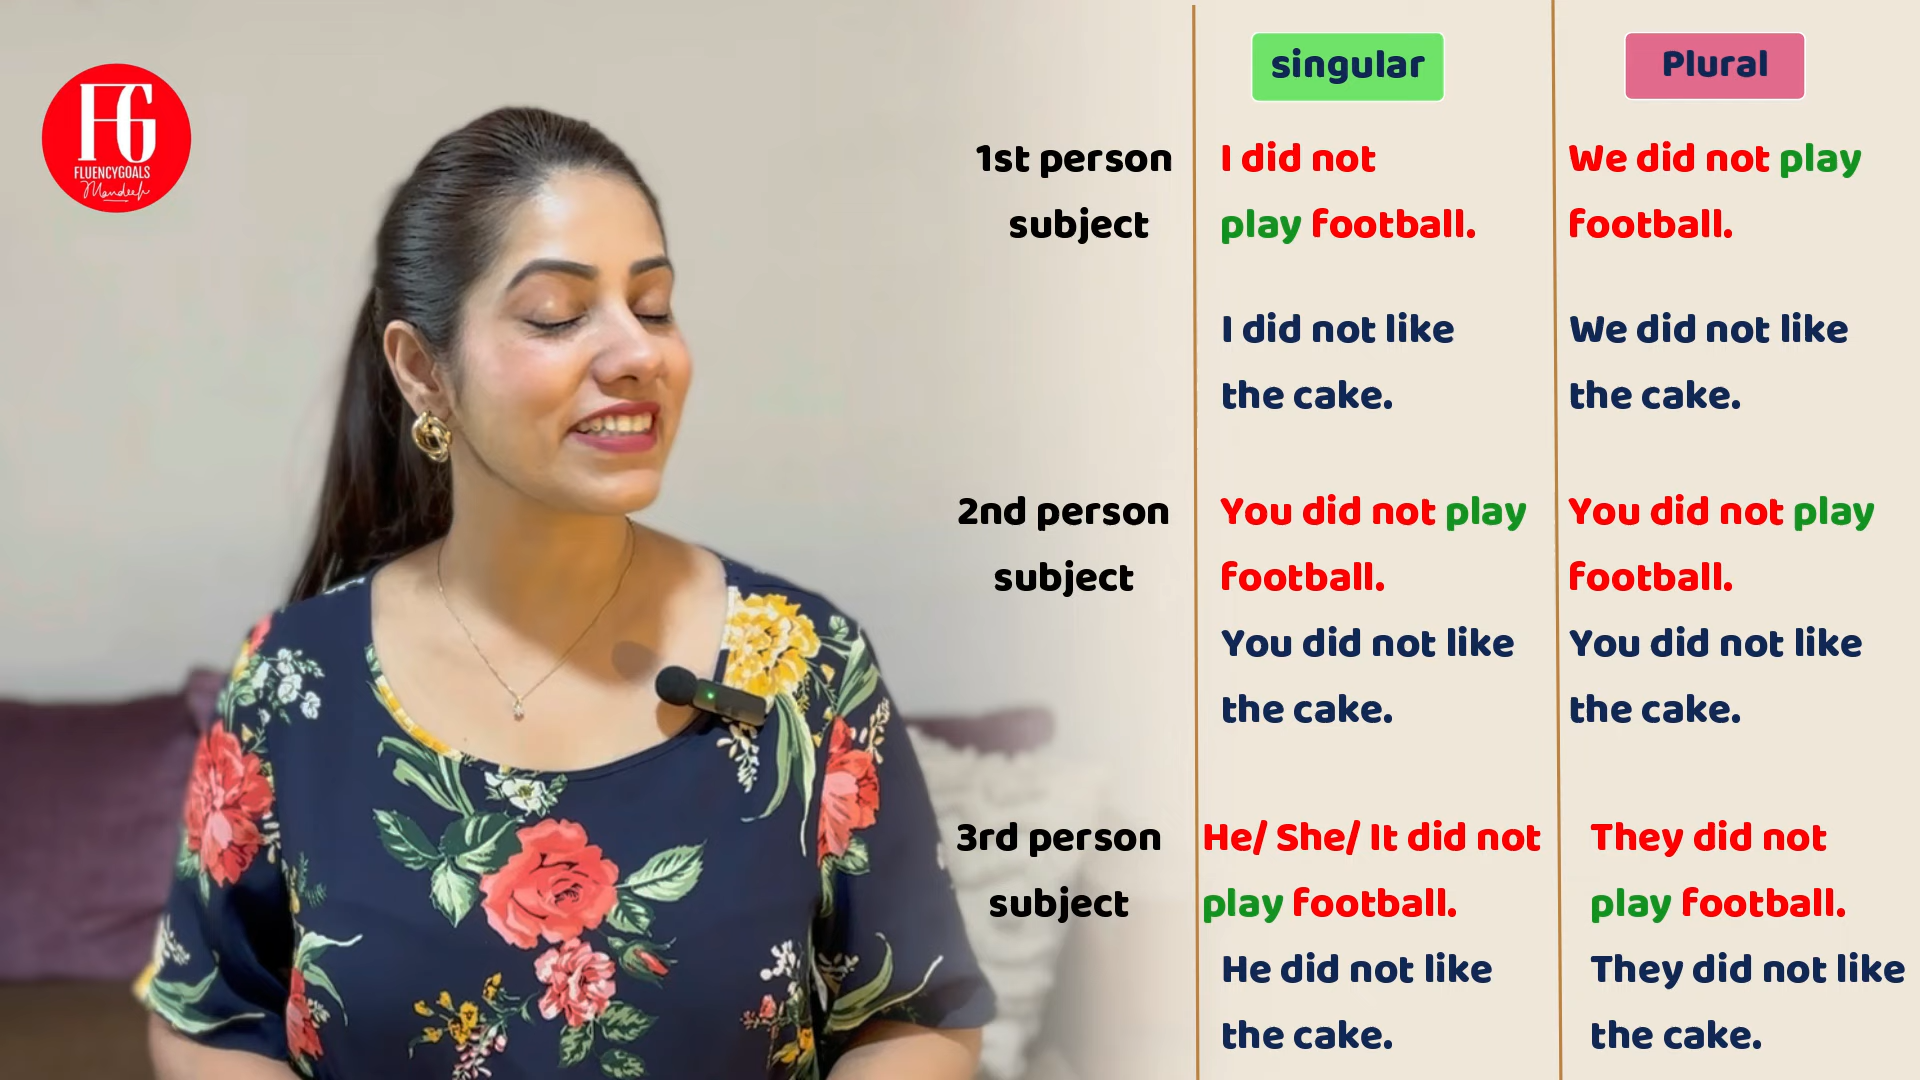 FG
FLUENCYGOALS
Mandeep
singular
Plural
1st person
subject
I did not
play football.
We did not play
football.
I did not like
the cake.
We did not like
the cake.
2nd person
subject
You did not play
football.
You did not play
football.
You did not like
the cake.
You did not like
the cake.
3rd person
subject
He/ She/ It did not
play football.
They did not
play football.
He did not like
the cake.
They did not like
the cake.